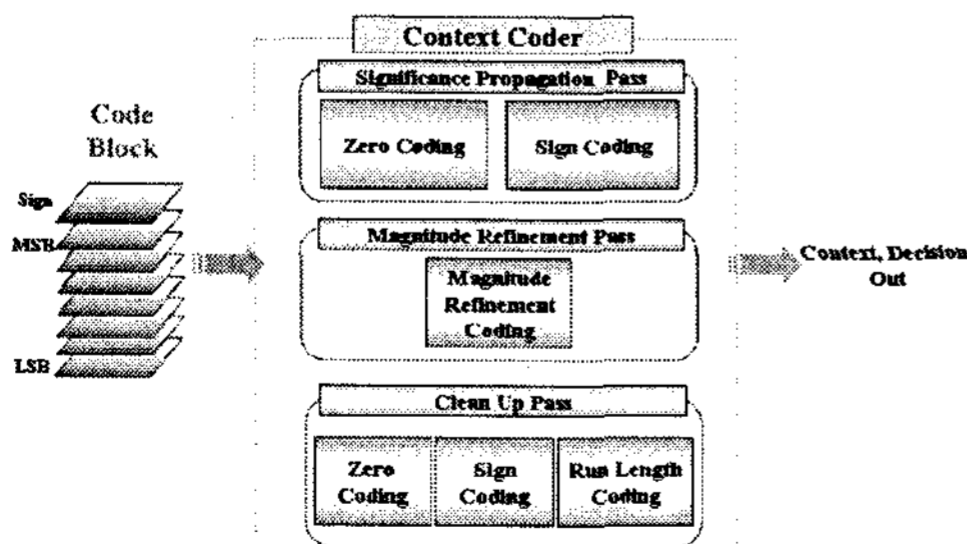 Context Coder
Significance Propagation Pass
Zero Coding
Sign Coding
Code
Block
Sign
MSB
LSB
Magnitude Refinement Pass
Magnitude
Refinement
Coding
Context, Decision
Out
Clean Up Pass
Zero
Coding
Sign
Coding
Run Length
Coding